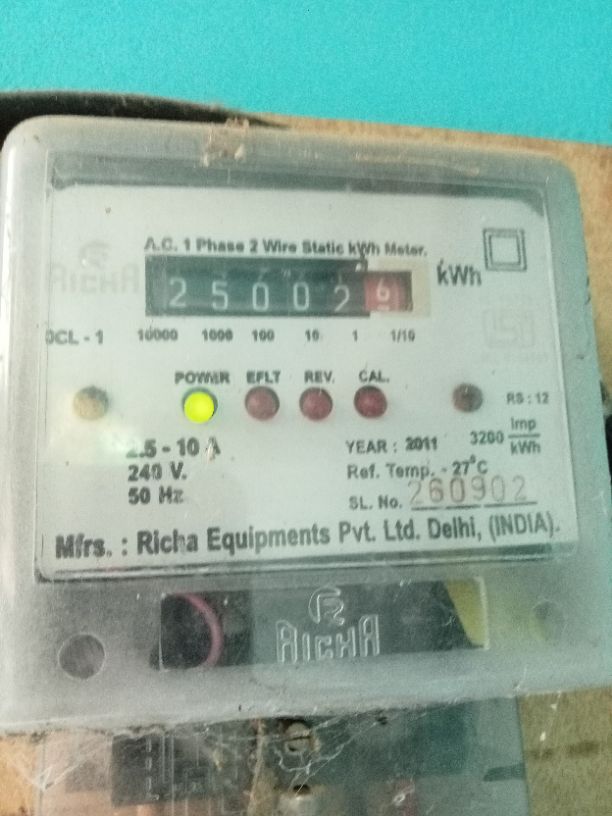 RICHA
A.C. 1 Phase 2 Wire Static kWh Meter.
250026 kWh
CL - 1 10000 1000 100 10 1 1/10
POWER EFLT REV. CAL.
RS : 12
2.5 - 10 A YEAR : 2011 3200 Imp/kWh
240 V. Ref. Temp. - 27°C
50 Hz SL. No. 260902
Mfrs. : Richa Equipments Pvt. Ltd. Delhi, (INDIA).
RICHA